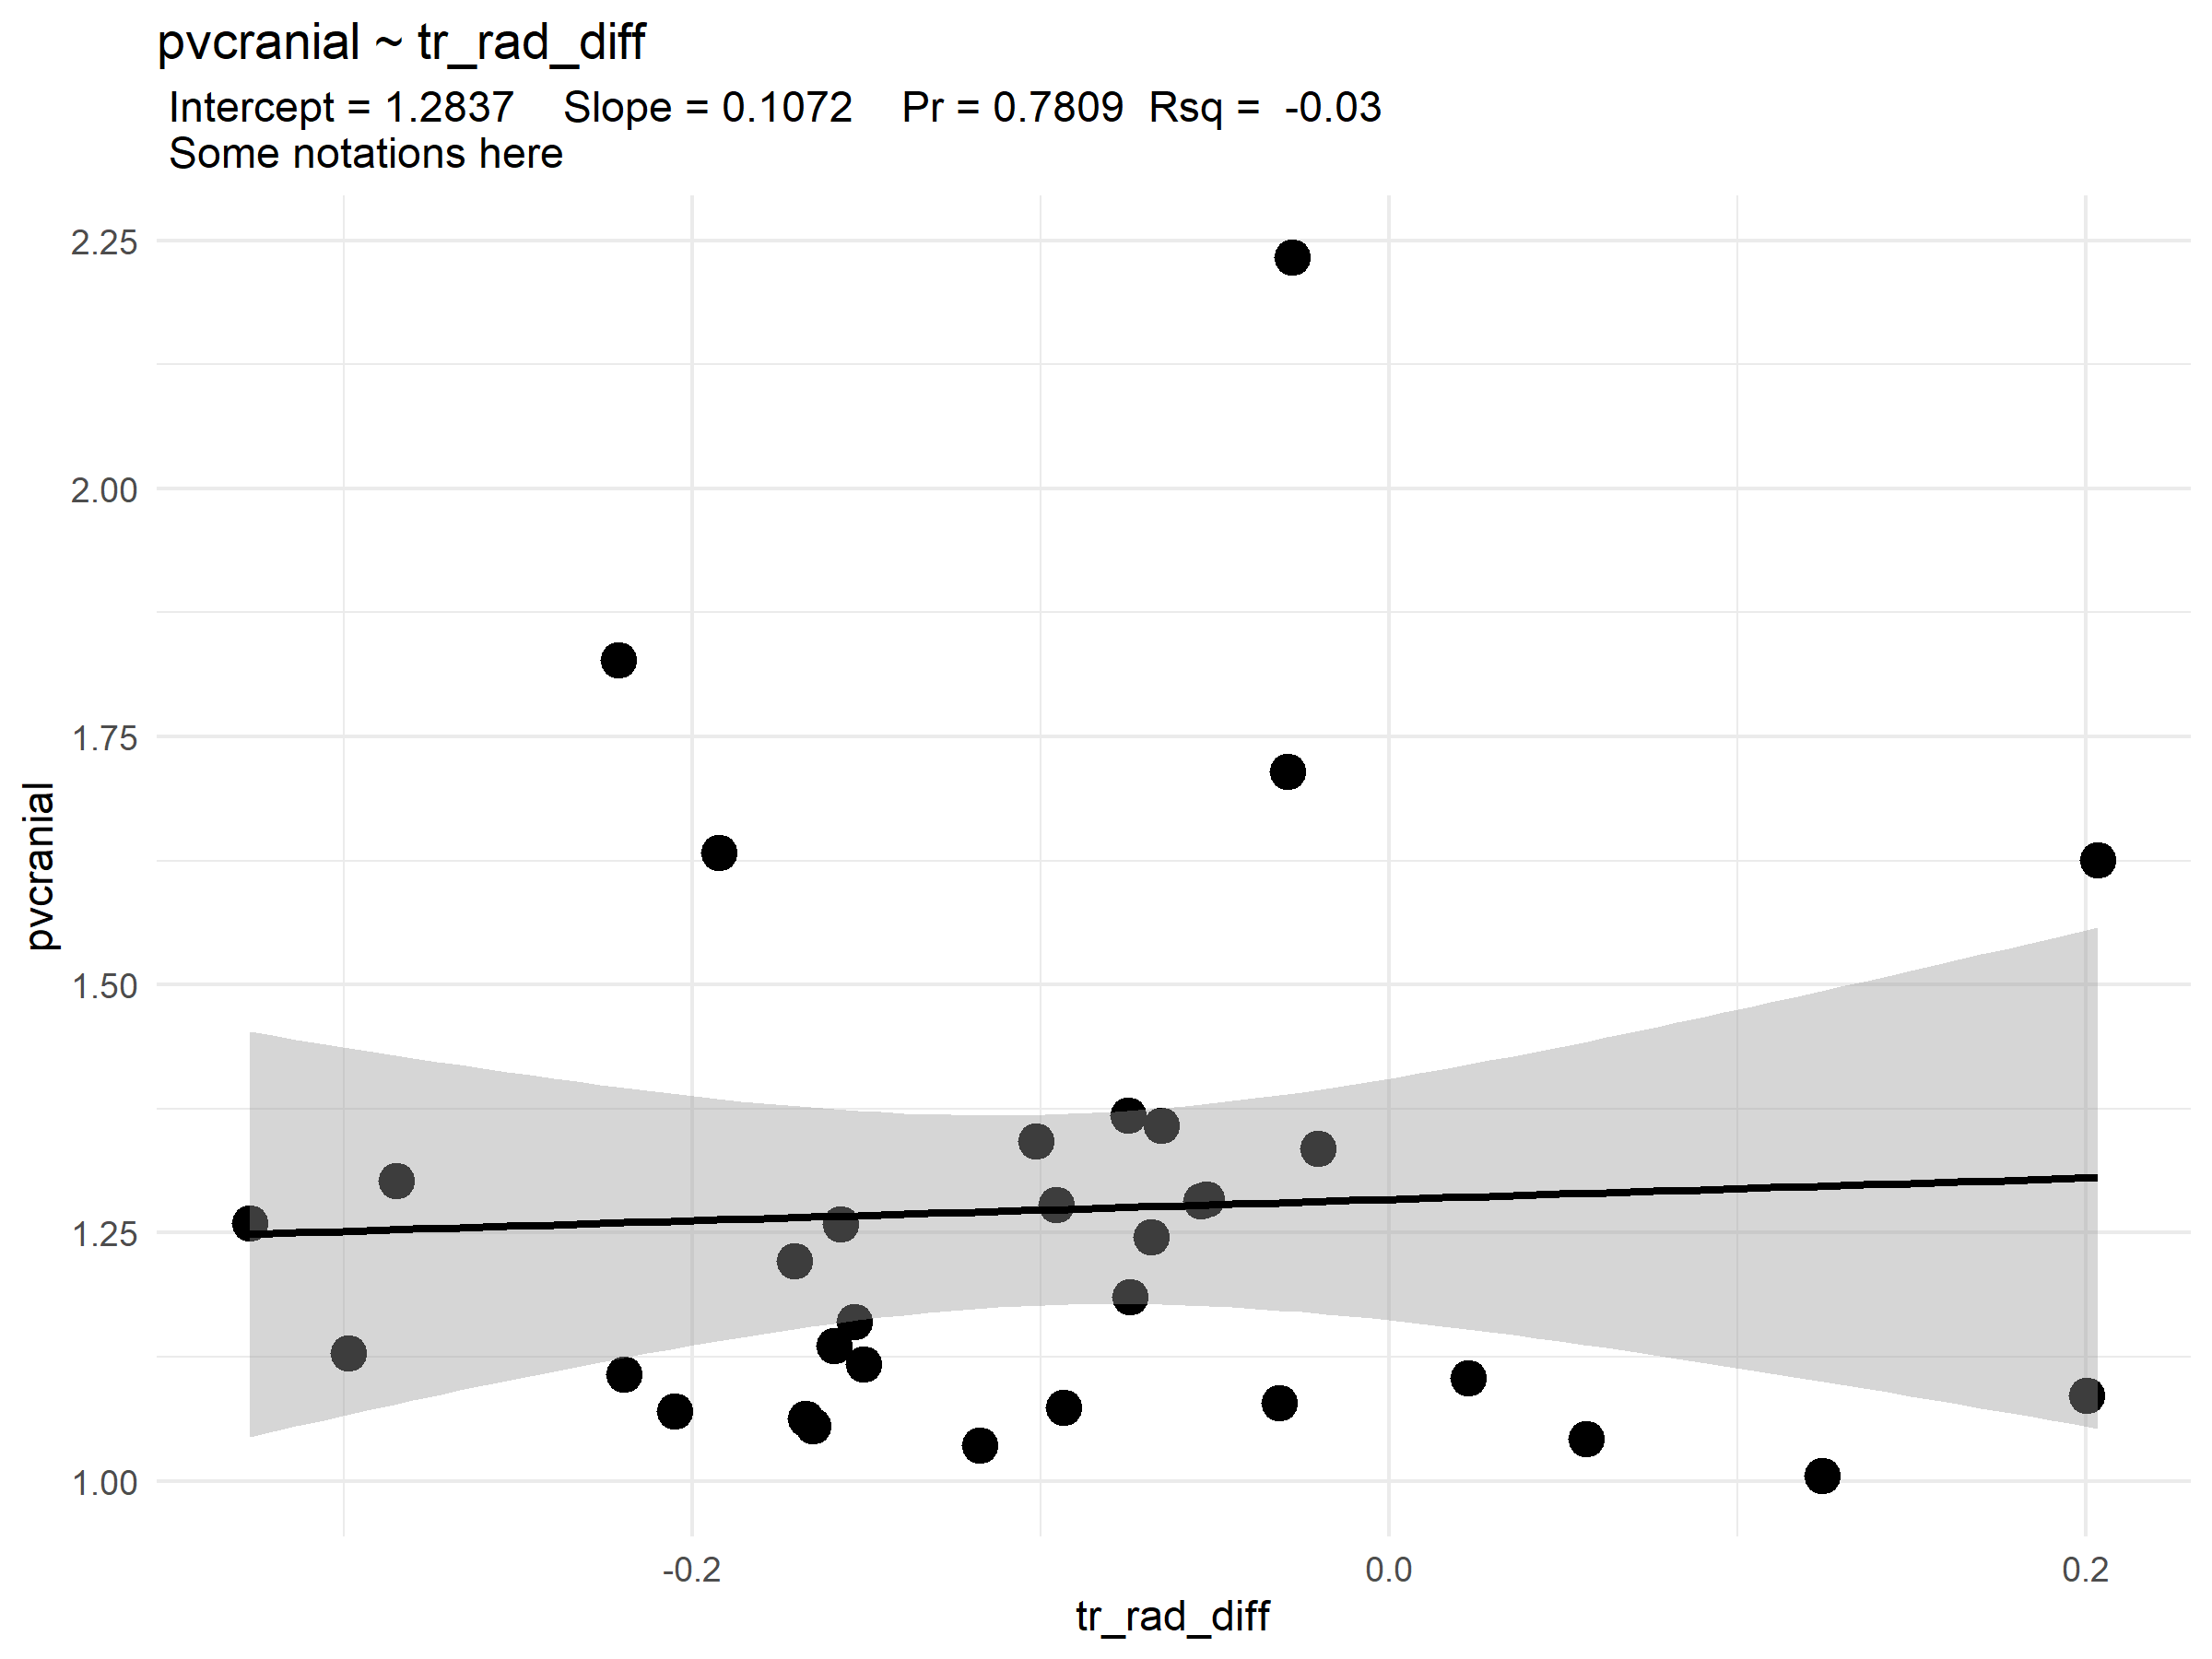 pvcranial ~ tr_rad_diff
Intercept = 1.2837 Slope = 0.1072 Pr = 0.7809 Rsq = -0.03
Some notations here
2.25
2.00
1.75
1.50
1.25
1.00
pvcranial
-0.2 0.0 0.2
tr_rad_diff